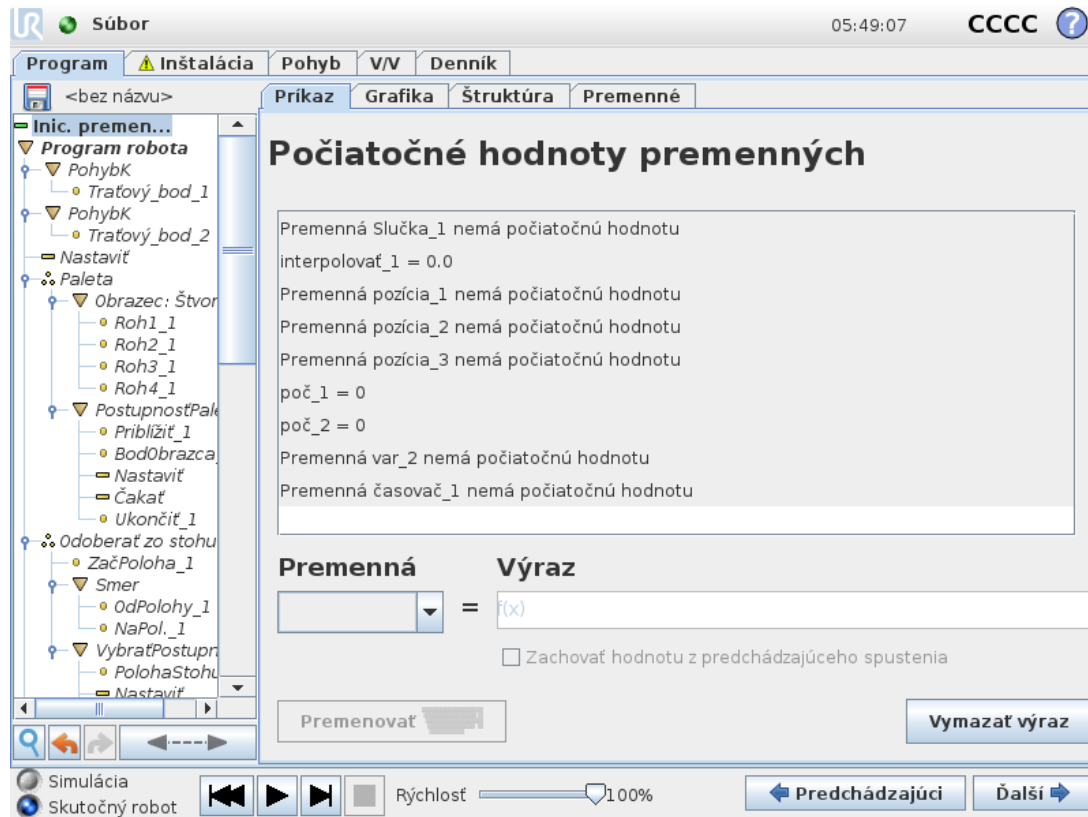 Súbor
05:49:07
CCCC
Program
Inštalácia
Pohyb
V/V
Denník
<bez názvu>
Príkaz
Grafika
Štruktúra
Premenné
Inic. premen...
Program robota
PohybK
Traťový_bod_1
PohybK
Traťový_bod_2
Nastaviť
Paleta
Obrazec: Štvor
Roh1_1
Roh2_1
Roh3_1
Roh4_1
PostupnosťPale
Priblížiť_1
BodObrazca_
Nastaviť
Čakať
Ukončiť_1
Odoberať zo stohu
ZačPoloha_1
Smer
OdPolohy_1
NaPol._1
VybraťPostupn
PolohaStohu
Nastaviť
Počiatočné hodnoty premenných
Premenná Slučka_1 nemá počiatočnú hodnotu
interpolovať_1 = 0.0
Premenná pozícia_1 nemá počiatočnú hodnotu
Premenná pozícia_2 nemá počiatočnú hodnotu
Premenná pozícia_3 nemá počiatočnú hodnotu
poč_1 = 0
poč_2 = 0
Premenná var_2 nemá počiatočnú hodnotu
Premenná časovač_1 nemá počiatočnú hodnotu
Premenná
Výraz
=
f(x)
Zachovať hodnotu z predchádzajúceho spustenia
Premenovať
Vymazať výraz
Simulácia
Skutočný robot
Rýchlosť
100%
Predchádzajúci
Ďalší